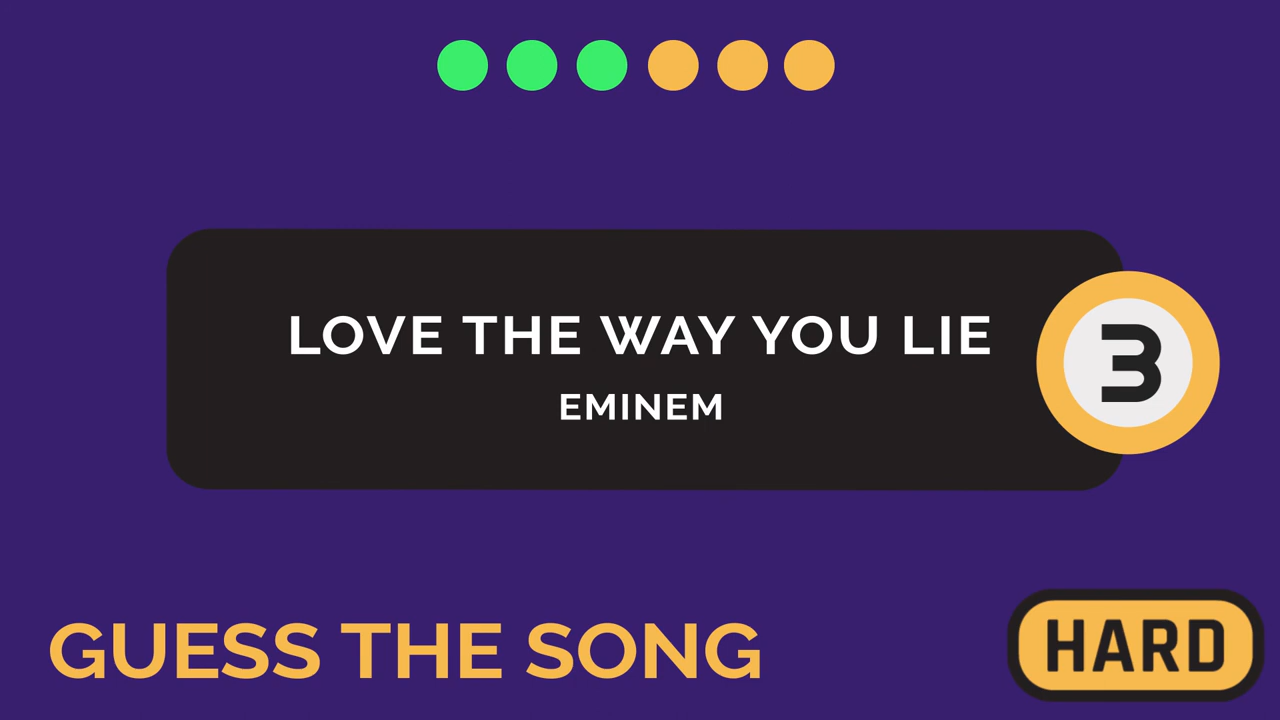 LOVE THE WAY YOU LIE
EMINEM
3
GUESS THE SONG
HARD